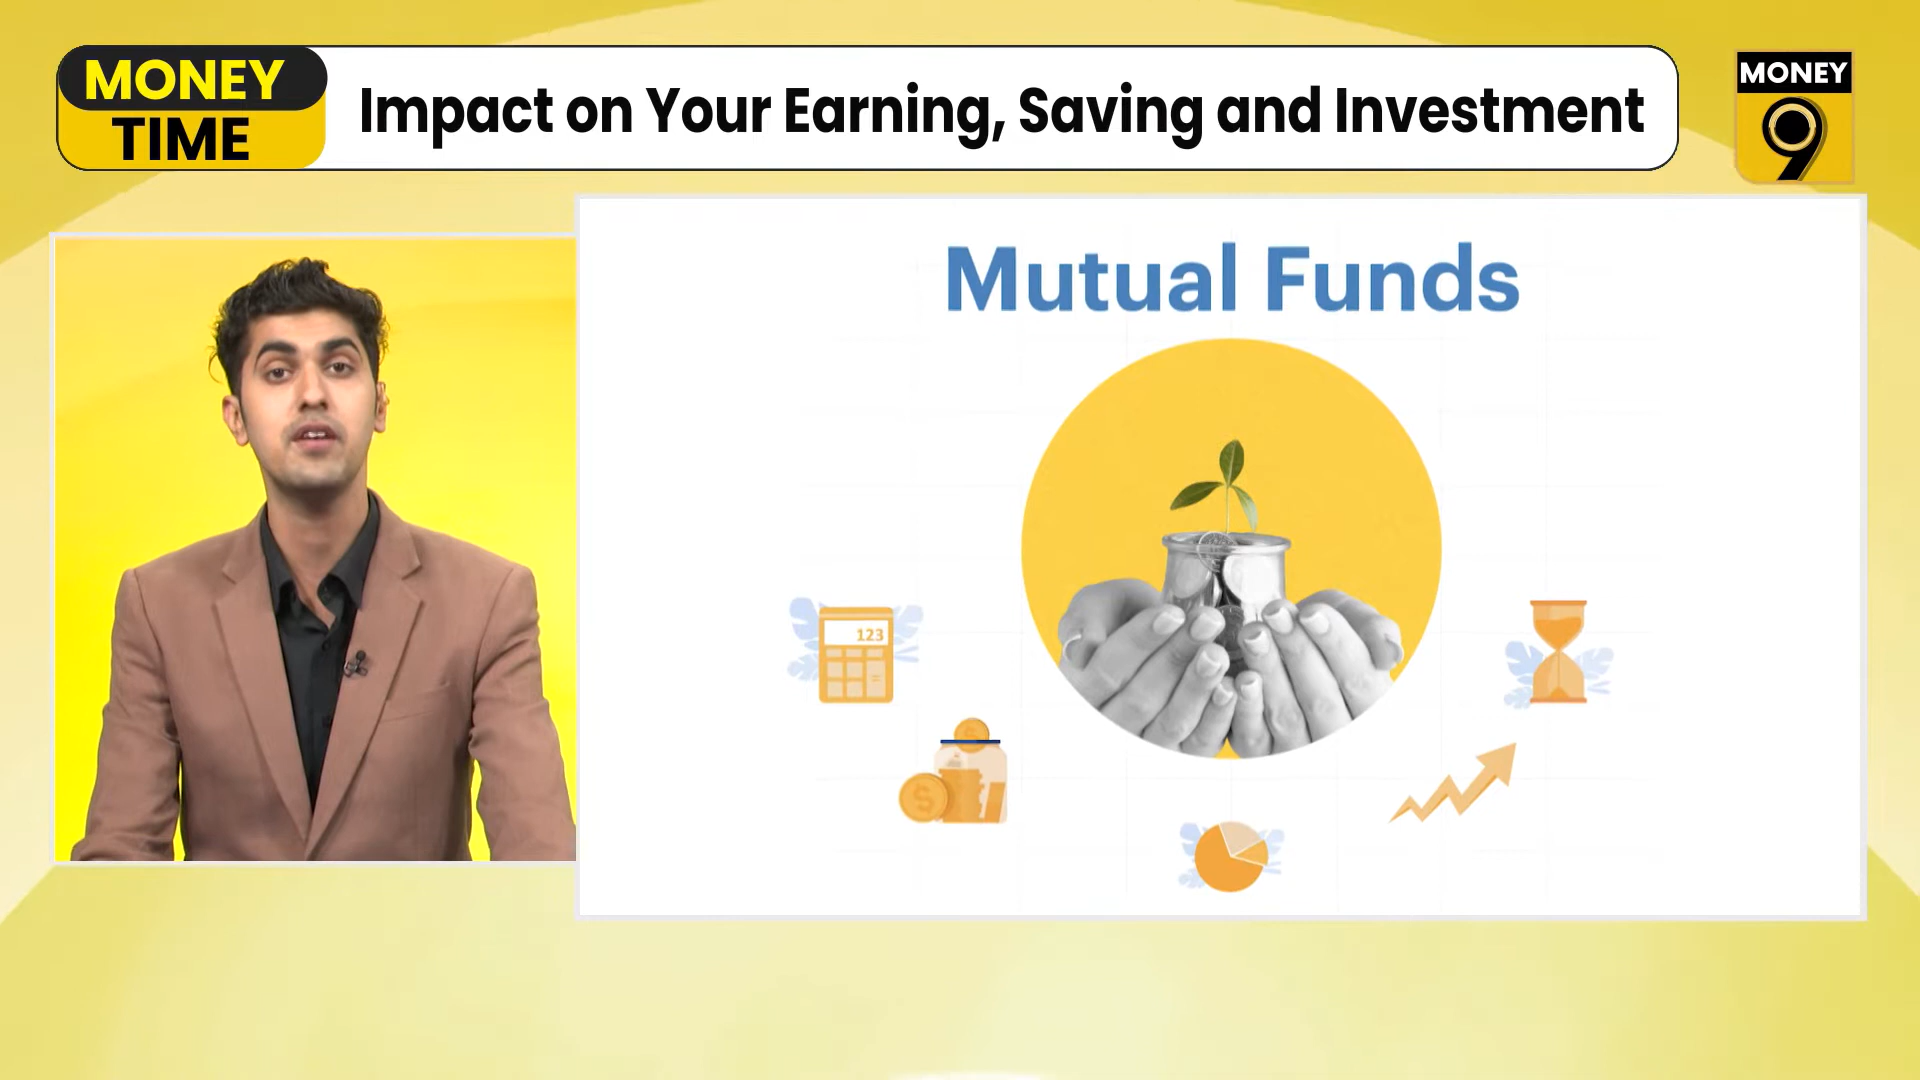 MONEY
TIME
Impact on Your Earning, Saving and Investment
MONEY
9
Mutual Funds
123
$
$